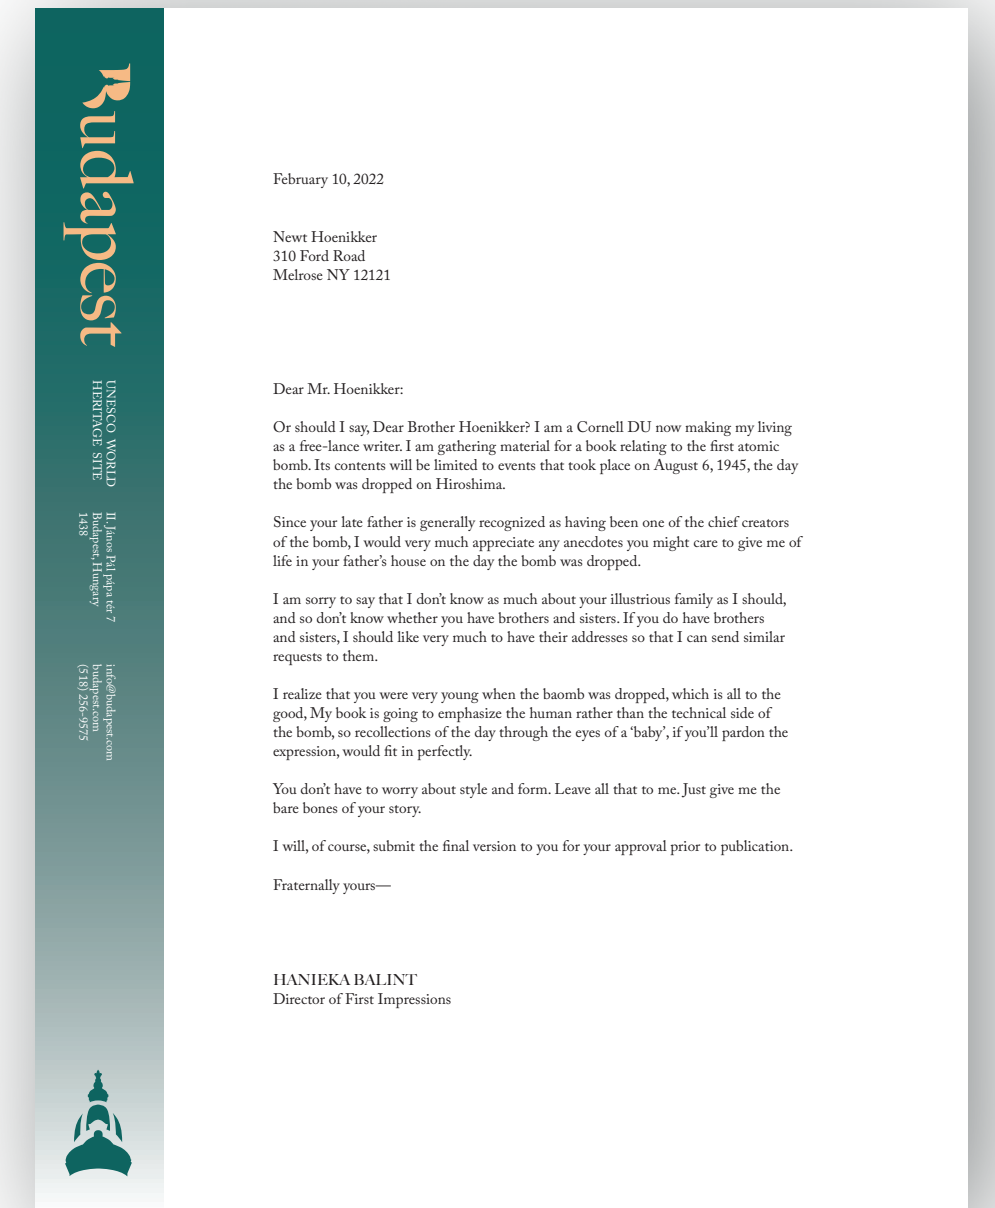 Budapest
UNESCO WORLD
HERITAGE SITE
II. János Pál pápa tér 7
Budapest, Hungary
1438
info@budapest.com
budapest.com
(518) 256-9575
February 10, 2022
Newt Hoenikker
310 Ford Road
Melrose NY 12121
Dear Mr. Hoenikker:
Or should I say, Dear Brother Hoenikker? I am a Cornell DU now making my living
as a free-lance writer. I am gathering material for a book relating to the first atomic
bomb. Its contents will be limited to events that took place on August 6, 1945, the day
the bomb was dropped on Hiroshima.
Since your late father is generally recognized as having been one of the chief creators
of the bomb, I would very much appreciate any anecdotes you might care to give me of
life in your father’s house on the day the bomb was dropped.
I am sorry to say that I don’t know as much about your illustrious family as I should,
and so don’t know whether you have brothers and sisters. If you do have brothers
and sisters, I should like very much to have their addresses so that I can send similar
requests to them.
I realize that you were very young when the baomb was dropped, which is all to the
good, My book is going to emphasize the human rather than the technical side of
the bomb, so recollections of the day through the eyes of a ‘baby’, if you’ll pardon the
expression, would fit in perfectly.
You don’t have to worry about style and form. Leave all that to me. Just give me the
bare bones of your story.
I will, of course, submit the final version to you for your approval prior to publication.
Fraternally yours—
HANIEKA BALINT
Director of First Impressions